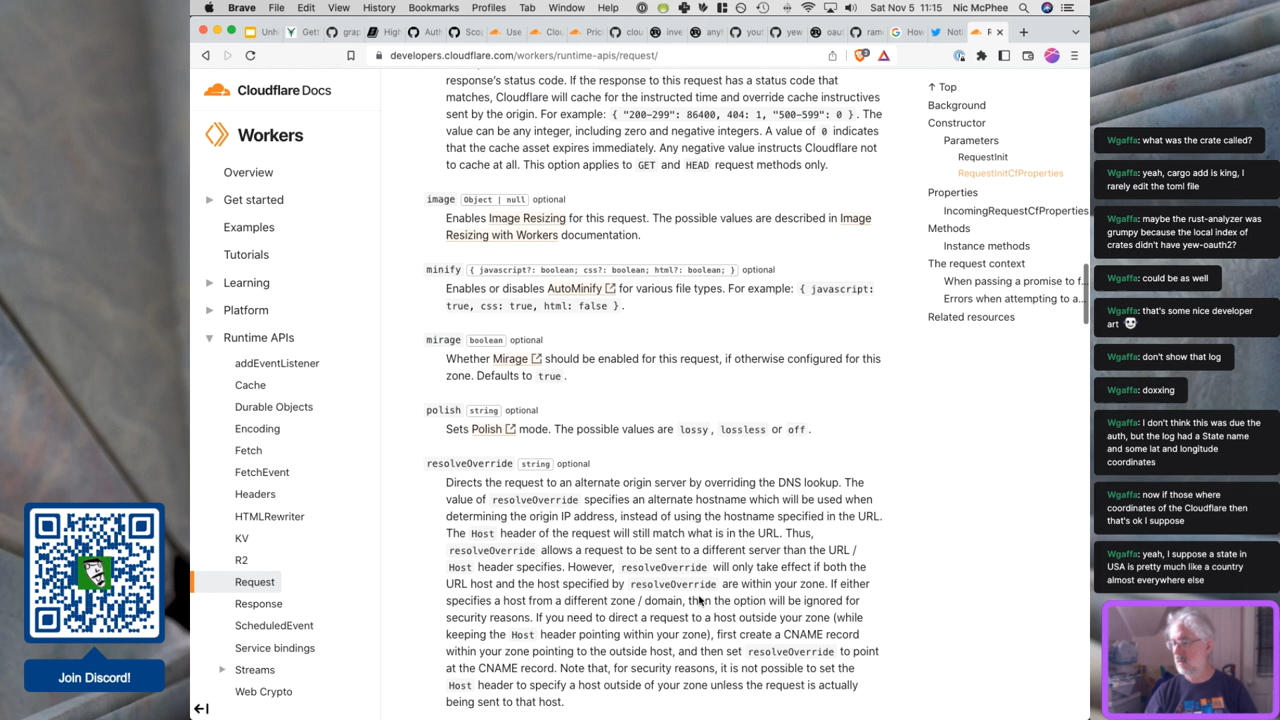 Brave File Edit View History Bookmarks Profiles Tab Window Help Sat Nov 5 11:15 Nic McPhee
Unh Get! grap High Auth Sco Use Clo Pric clou inve any yout yew oaut ram How Noti R
developers.cloudflare.com/workers/runtime-apis/request/
Cloudflare Docs
Workers
Overview
Get started
Examples
Tutorials
Learning
Platform
Runtime APIs
addEventListener
Cache
Durable Objects
Encoding
Fetch
FetchEvent
Headers
HTMLRewriter
KV
R2
Request
Response
ScheduledEvent
Service bindings
Streams
Web Crypto
response's status code. If the response to this request has a status code that
matches, Cloudflare will cache for the instructed time and override cache instructives
sent by the origin. For example: { "200-299": 86400, 404: 1, "500-599": 0 }. The
value can be any integer, including zero and negative integers. A value of 0 indicates
that the cache asset expires immediately. Any negative value instructs Cloudflare not
to cache at all. This option applies to GET and HEAD request methods only.
image Object | null optional
Enables Image Resizing for this request. The possible values are described in Image
Resizing with Workers documentation.
minify { javascript?: boolean; css?: boolean; html?: boolean; } optional
Enables or disables AutoMinify for various file types. For example: { javascript:
true, css: true, html: false }.
mirage boolean optional
Whether Mirage should be enabled for this request, if otherwise configured for this
zone. Defaults to true.
polish string optional
Sets Polish mode. The possible values are lossy, lossless or off.
resolveOverride string optional
Directs the request to an alternate origin server by overriding the DNS lookup. The
value of resolveOverride specifies an alternate hostname which will be used when
determining the origin IP address, instead of using the hostname specified in the URL.
The Host header of the request will still match what is in the URL. Thus,
resolveOverride allows a request to be sent to a different server than the URL /
Host header specifies. However, resolveOverride will only take effect if both the
URL host and the host specified by resolveOverride are within your zone. If either
specifies a host from a different zone / domain, then the option will be ignored for
security reasons. If you need to direct a request to a host outside your zone (while
keeping the Host header pointing within your zone), first create a CNAME record
within your zone pointing to the outside host, and then set resolveOverride to point
at the CNAME record. Note that, for security reasons, it is not possible to set the
Host header to specify a host outside of your zone unless the request is actually
being sent to that host.
↑ Top
Background
Constructor
Parameters
RequestInit
RequestInitCfProperties
Properties
IncomingRequestCfProperties
Methods
Instance methods
The request context
When passing a promise to f...
Errors when attempting to a...
Related resources
Wgaffa: what was the crate called?
Wgaffa: yeah, cargo add is king, I
rarely edit the toml file
Wgaffa: maybe the rust-analyzer was
grumpy because the local index of
crates didn't have yew-oauth2?
Wgaffa: could be as well
Wgaffa: that's some nice developer
art
Wgaffa: don't show that log
Wgaffa: doxxing
Wgaffa: I don't think this was due the
auth, but the log had a State name
and some lat and longitude
coordinates
Wgaffa: now if those where
coordinates of the Cloudflare then
that's ok I suppose
Wgaffa: yeah, I suppose a state in
USA is pretty much like a country
almost everywhere else
Join Discord!